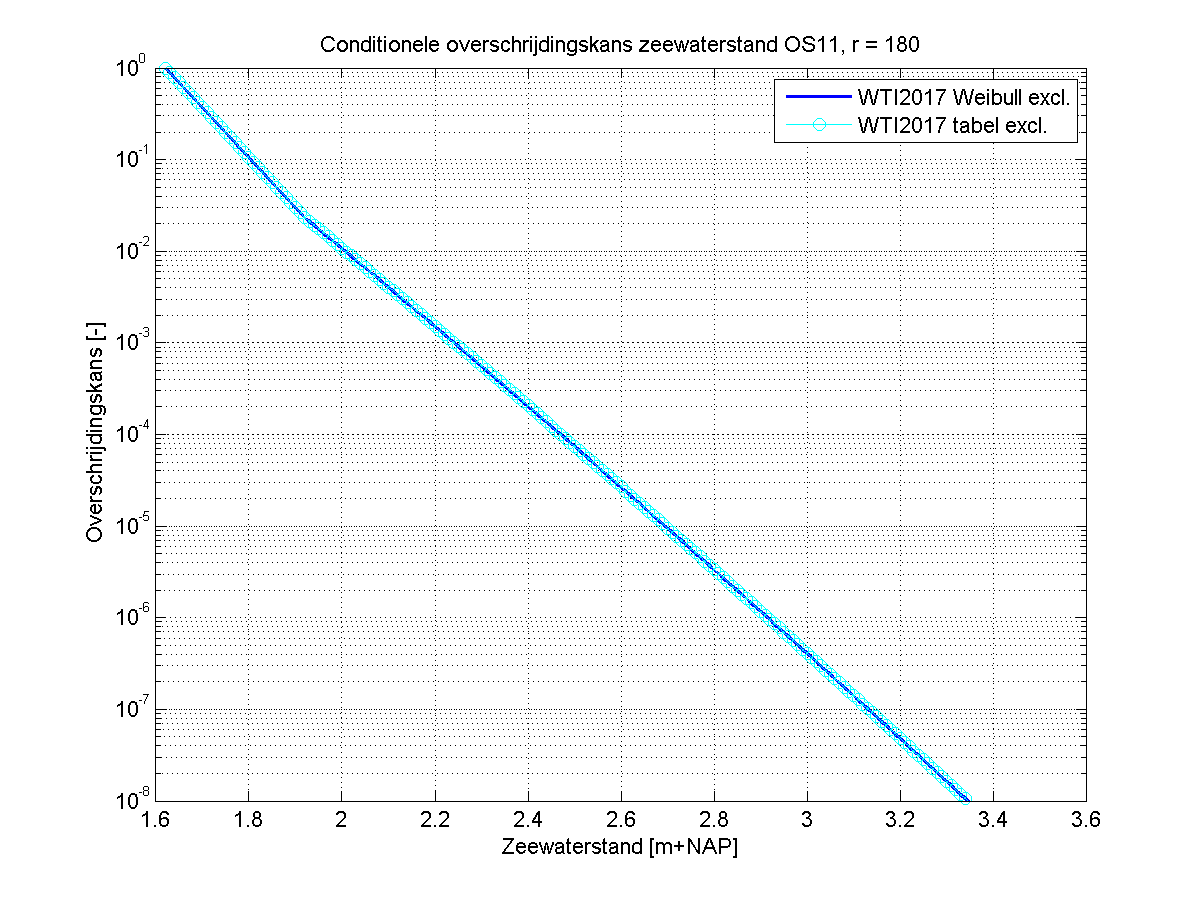 Conditionele overschrijdingskans zeewaterstand OS11, r = 180
WTI2017 Weibull excl.
WTI2017 tabel excl.
Overschrijdingskans [-]
10^0
10^-1
10^-2
10^-3
10^-4
10^-5
10^-6
10^-7
10^-8
1.6 1.8 2 2.2 2.4 2.6 2.8 3 3.2 3.4 3.6
Zeewaterstand [m+NAP]